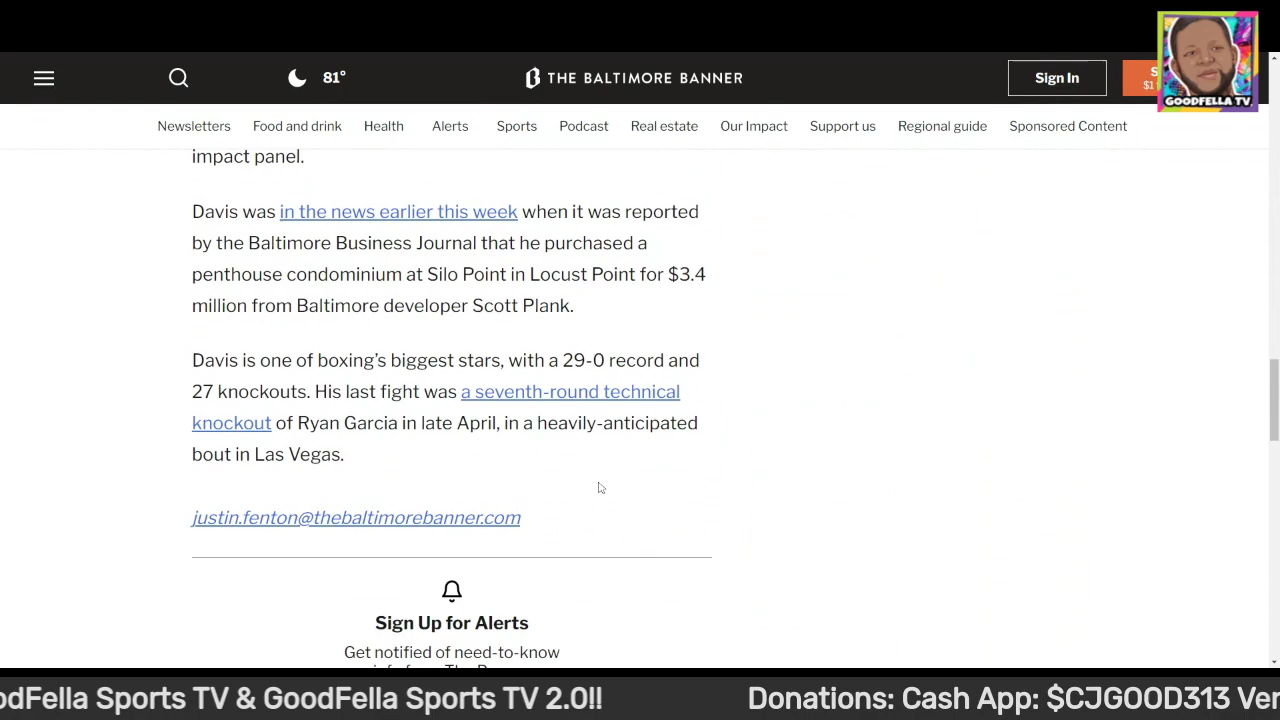 81°
THE BALTIMORE BANNER
Sign In
$1
GOODFELLA TV.
Newsletters Food and drink Health Alerts Sports Podcast Real estate Our Impact Support us Regional guide Sponsored Content
impact panel.
Davis was in the news earlier this week when it was reported
by the Baltimore Business Journal that he purchased a
penthouse condominium at Silo Point in Locust Point for $3.4
million from Baltimore developer Scott Plank.
Davis is one of boxing’s biggest stars, with a 29-0 record and
27 knockouts. His last fight was a seventh-round technical
knockout of Ryan Garcia in late April, in a heavily-anticipated
bout in Las Vegas.
justin.fenton@thebaltimorebanner.com
Sign Up for Alerts
Get notified of need-to-know
odFella Sports TV & GoodFella Sports TV 2.0!! Donations: Cash App: $CJGOOD313 Ver